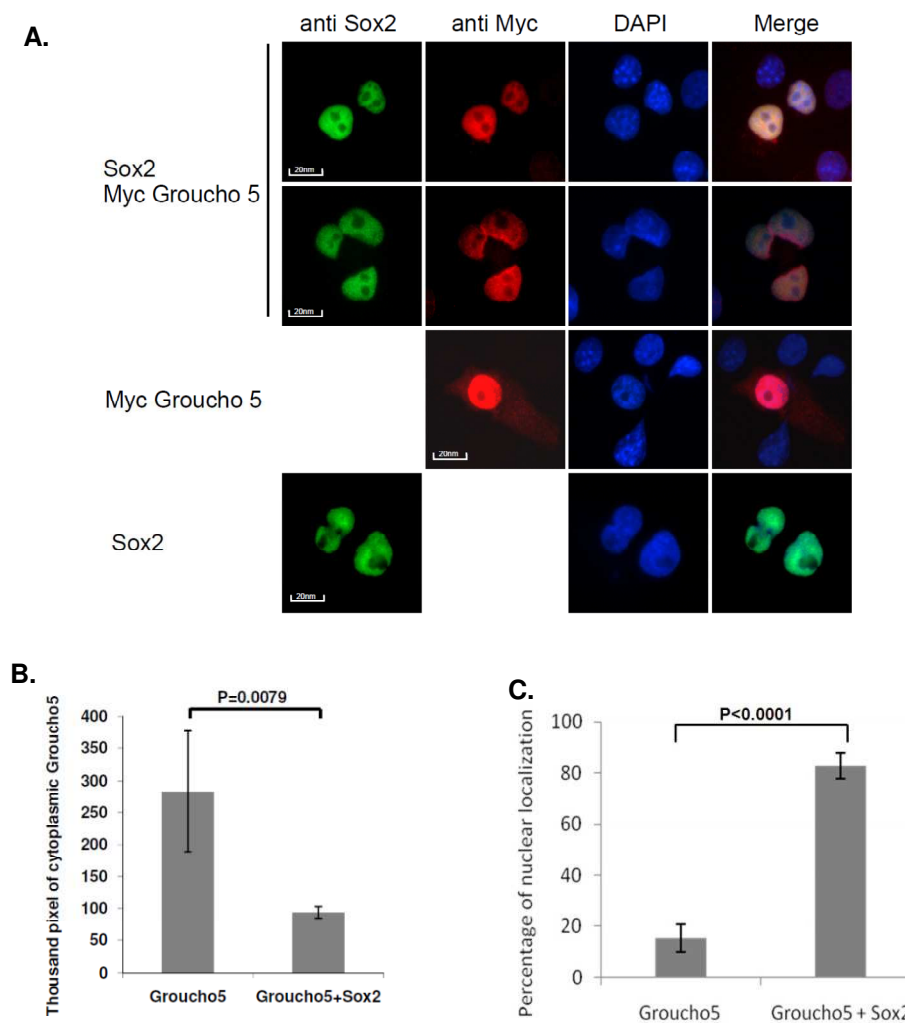 A.
anti Sox2 anti Myc DAPI Merge
Sox2
Myc Groucho 5
20nm
20nm
Myc Groucho 5
20nm
Sox2
20nm
B.
P=0.0079
Thousand pixel of cytoplasmic Groucho5
400
350
300
250
200
150
100
50
0
Groucho5 Groucho5+Sox2
C.
P<0.0001
Percentage of nuclear localization
100
80
60
40
20
0
Groucho5 Groucho5 + Sox2